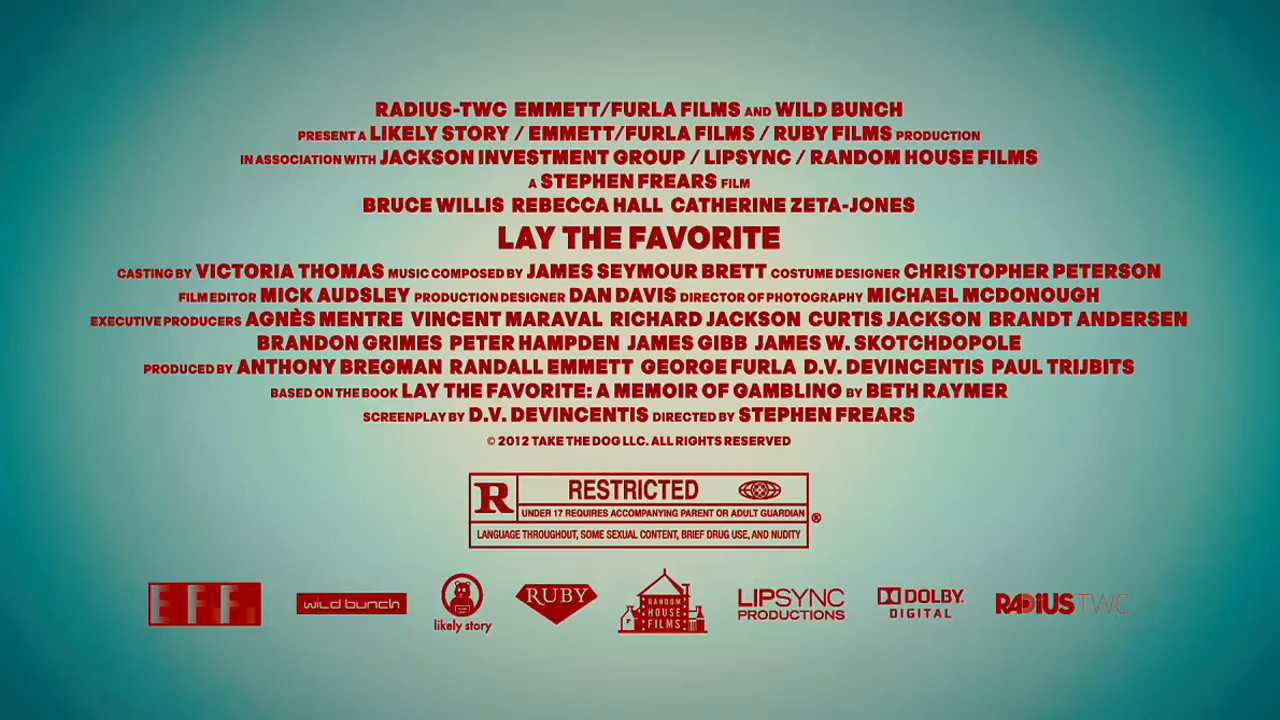 RADIUS-TWC EMMETT/FURLA FILMS AND WILD BUNCH
PRESENT A LIKELY STORY / EMMETT/FURLA FILMS / RUBY FILMS PRODUCTION
IN ASSOCIATION WITH JACKSON INVESTMENT GROUP / LIPSYNC / RANDOM HOUSE FILMS
A STEPHEN FREARS FILM
BRUCE WILLIS REBECCA HALL CATHERINE ZETA-JONES
LAY THE FAVORITE
CASTING BY VICTORIA THOMAS MUSIC COMPOSED BY JAMES SEYMOUR BRETT COSTUME DESIGNER CHRISTOPHER PETERSON
FILM EDITOR MICK AUDSLEY PRODUCTION DESIGNER DAN DAVIS DIRECTOR OF PHOTOGRAPHY MICHAEL MCDONOUGH
EXECUTIVE PRODUCERS AGNÈS MENTRE VINCENT MARAVAL RICHARD JACKSON CURTIS JACKSON BRANDT ANDERSEN
BRANDON GRIMES PETER HAMPDEN JAMES GIBB JAMES W. SKOTCHDOPOLE
PRODUCED BY ANTHONY BREGMAN RANDALL EMMETT GEORGE FURLA D.V. DEVINCENTIS PAUL TRIJBITS
BASED ON THE BOOK LAY THE FAVORITE: A MEMOIR OF GAMBLING BY BETH RAYMER
SCREENPLAY BY D.V. DEVINCENTIS DIRECTED BY STEPHEN FREARS
© 2012 TAKE THE DOG LLC. ALL RIGHTS RESERVED
R RESTRICTED
UNDER 17 REQUIRES ACCOMPANYING PARENT OR ADULT GUARDIAN ®
LANGUAGE THROUGHOUT, SOME SEXUAL CONTENT, BRIEF DRUG USE, AND NUDITY
E F.F.
wild bunch
likely story
RUBY
RANDOM
HOUSE
FILMS
LIPSYNC
PRODUCTIONS
DOLBY.
DIGITAL
RADiUS TWC